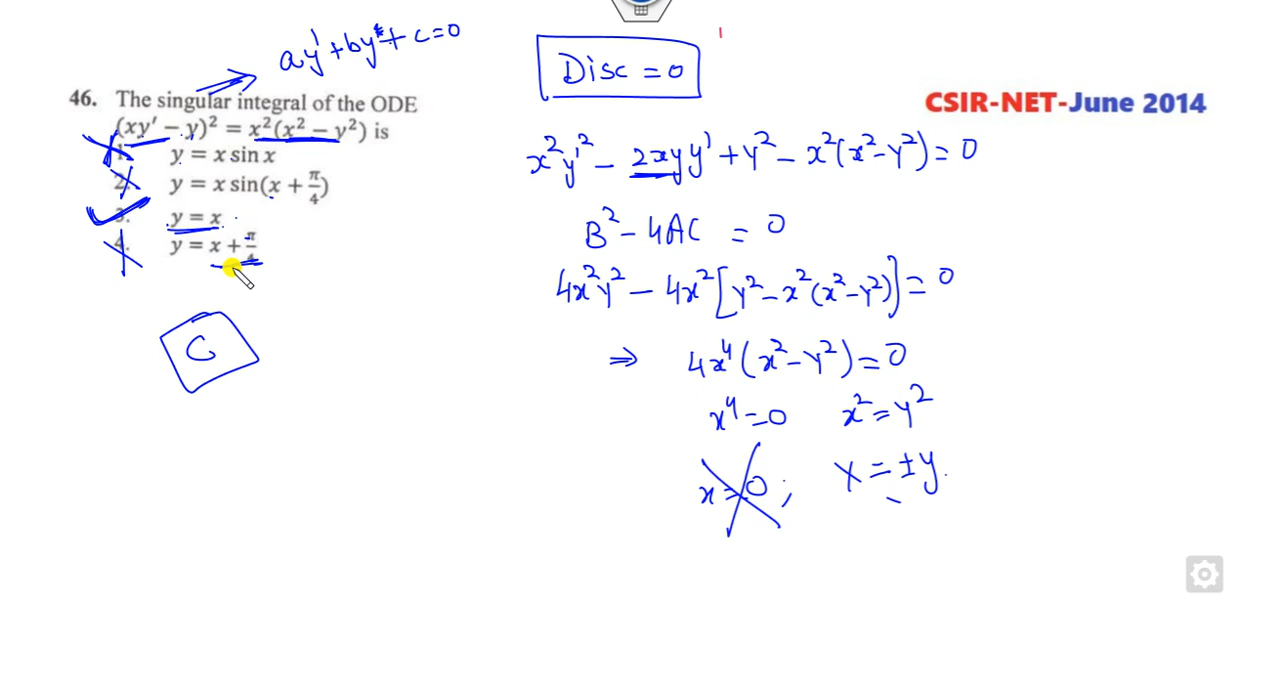 ay' + by* + c = 0
Disc = 0
CSIR-NET-June 2014
46. The singular integral of the ODE
(xy′ − y)² = x²(x² − y²) is
1. y = x sin x
2. y = x sin(x + π/4)
3. y = x
4. y = x + π/4
C
x²y'² − 2xyy' + y² − x²(x² − y²) = 0
B² − 4AC = 0
4x²y² − 4x²[y² − x²(x² − y²)] = 0
⇒ 4x⁴(x² − y²) = 0
x⁴ = 0 x² = y²
x = 0 ; x = ±y.